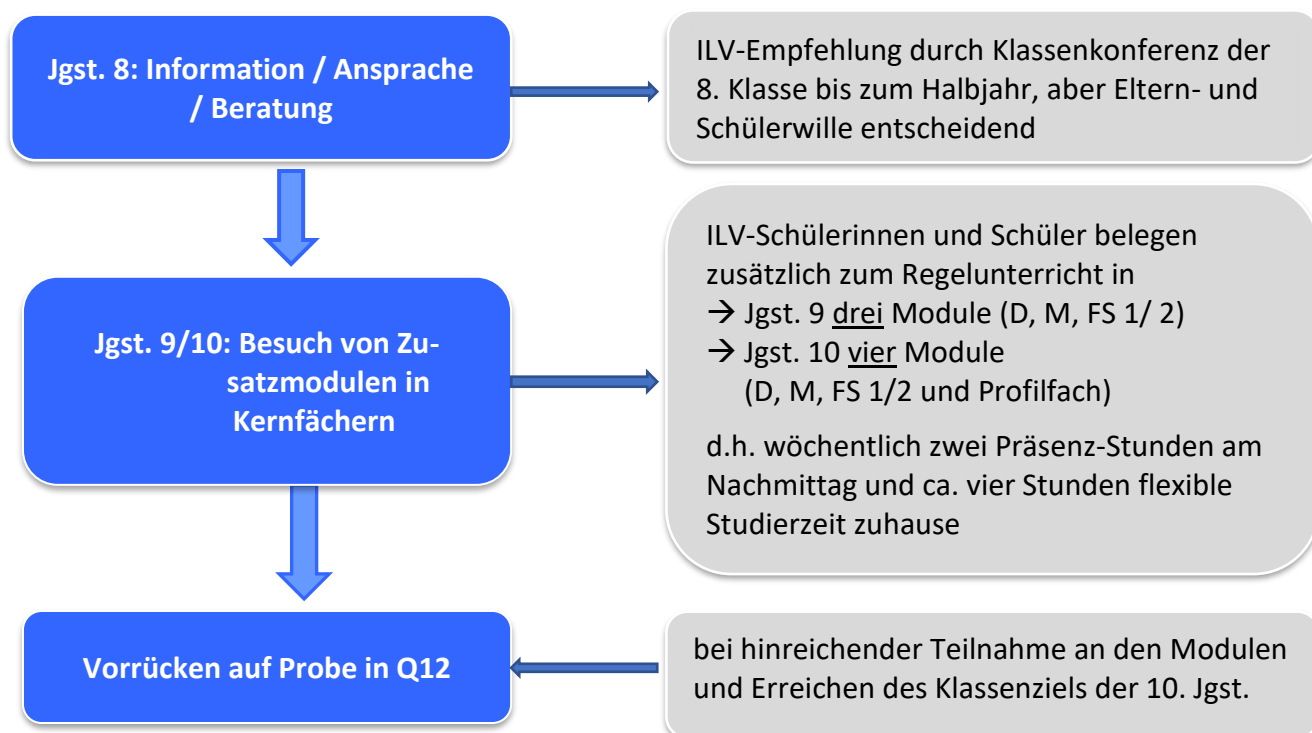 Jgst. 8: Information / Ansprache
/ Beratung
ILV-Empfehlung durch Klassenkonferenz der
8. Klasse bis zum Halbjahr, aber Eltern- und
Schülerwille entscheidend
Jgst. 9/10: Besuch von Zu-
satzmodulen in
Kernfächern
ILV-Schülerinnen und Schüler belegen
zusätzlich zum Regelunterricht in
→ Jgst. 9 drei Module (D, M, FS 1/ 2)
→ Jgst. 10 vier Module
(D, M, FS 1/2 und Profilfach)
d.h. wöchentlich zwei Präsenz-Stunden am
Nachmittag und ca. vier Stunden flexible
Studierzeit zuhause
Vorrücken auf Probe in Q12
bei hinreichender Teilnahme an den Modulen
und Erreichen des Klassenziels der 10. Jgst.